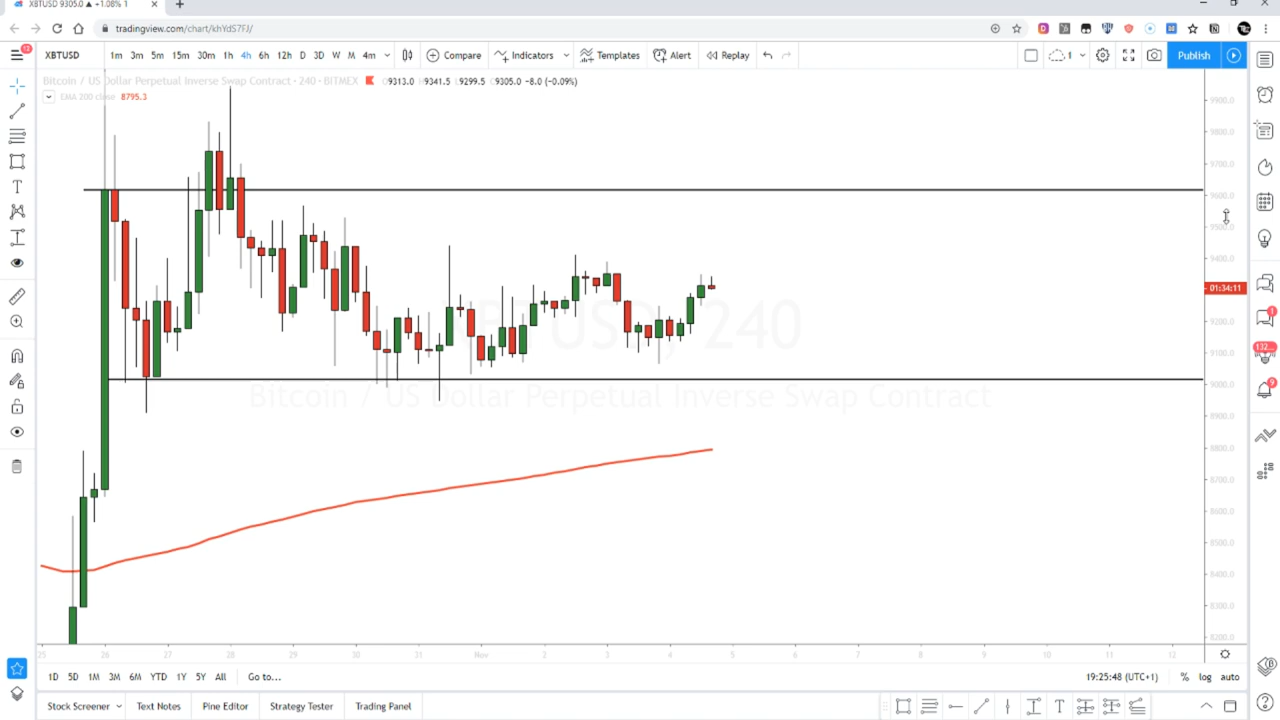 XBTUSD 9305.0 ▲ +1.08% 1
tradingview.com/chart/khYdS7FJ/
13
XBTUSD 1m 3m 5m 15m 30m 1h 4h 6h 12h D 3D W M 4m Compare Indicators Templates Alert Replay 1 Publish
Bitcoin / US Dollar Perpetual Inverse Swap Contract · 240 · BITMEX O9313.0 H9341.5 L9299.5 C9305.0 -8.0 (-0.09%)
EMA 200 close 8795.3
9900.0
9800.0
9700.0
9600.0
9500.0
9400.0
01:34:11
9200.0
9100.0
9000.0
8900.0
8800.0
8700.0
8600.0
8500.0
8400.0
8300.0
8200.0
XBTUSD, 240
Bitcoin / US Dollar Perpetual Inverse Swap Contract
1
132...
9
25 26 27 28 29 30 31 Nov 2 3 4 5 6 7 8 9 10 11 12
1D 5D 1M 3M 6M YTD 1Y 5Y All Go to... 19:25:48 (UTC+1) % log auto
Stock Screener Text Notes Pine Editor Strategy Tester Trading Panel